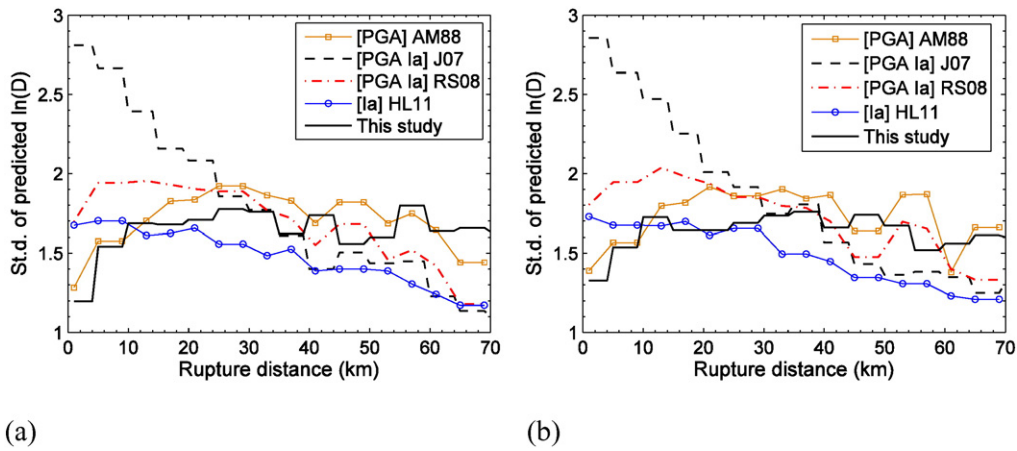 3
2.5
2
1.5
1
0
10
20
30
40
50
60
70
St.d. of predicted ln(D)
Rupture distance (km)
[PGA] AM88
[PGA Ia] J07
[PGA Ia] RS08
[Ia] HL11
This study
(a)
3
2.5
2
1.5
1
0
10
20
30
40
50
60
70
St.d. of predicted ln(D)
Rupture distance (km)
[PGA] AM88
[PGA Ia] J07
[PGA Ia] RS08
[Ia] HL11
This study
(b)